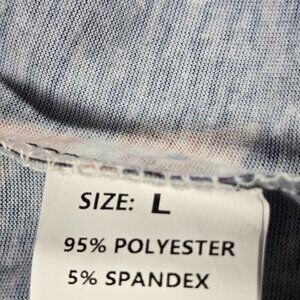 SIZE: L
95% POLYESTER
5% SPANDEX